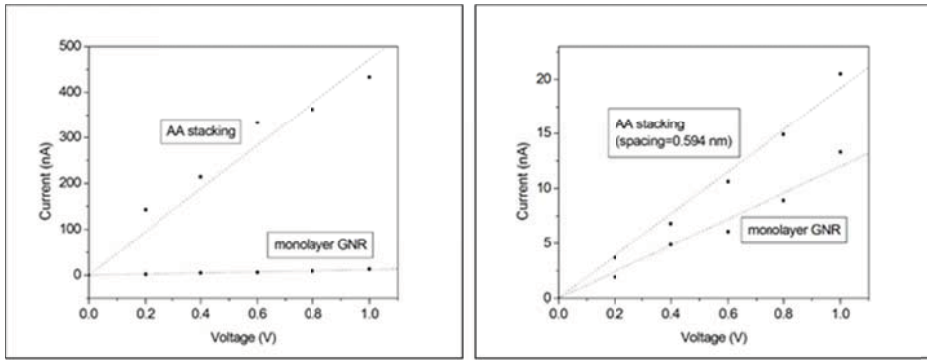 500
400
300
200
100
0
0.0 0.2 0.4 0.6 0.8 1.0
Current (nA)
Voltage (V)
AA stacking
monolayer GNR
20
15
10
5
0
0.0 0.2 0.4 0.6 0.8 1.0
Current (nA)
Voltage (V)
AA stacking
(spacing=0.594 nm)
monolayer GNR